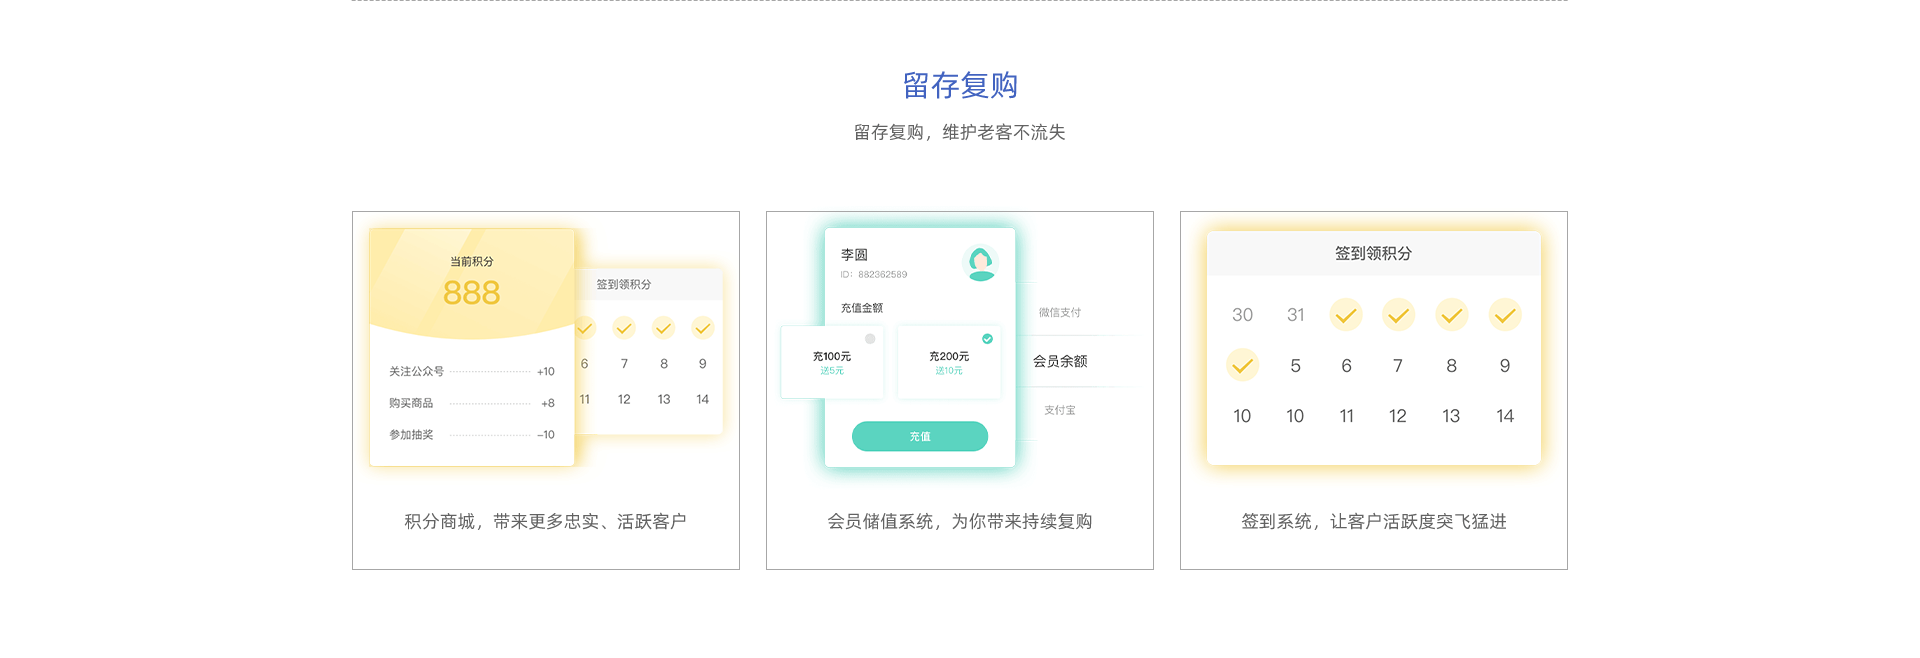 留存复购
留存复购，维护老客不流失
当前积分
888
关注公众号 +10
购买商品 +8
参加抽奖 -10
签到领积分
6 7 8 9
11 12 13 14
积分商城，带来更多忠实、活跃客户
李圆
ID：882362589
充值金额
充100元
送5元
充200元
送10元
充值
微信支付
会员余额
支付宝
会员储值系统，为你带来持续复购
签到领积分
30 31
5 6 7 8 9
10 10 11 12 13 14
签到系统，让客户活跃度突飞猛进